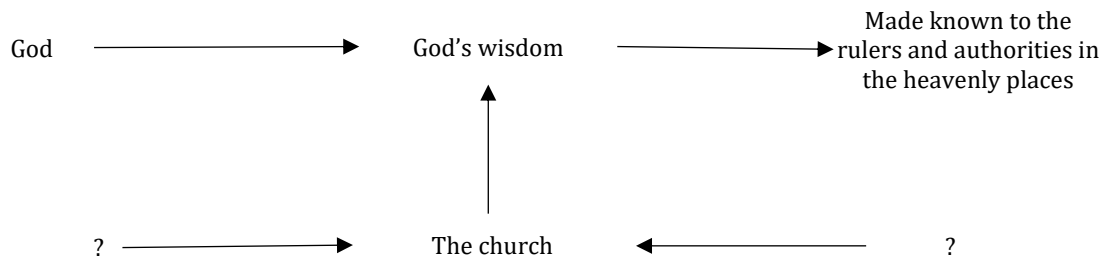 God
God’s wisdom
Made known to the
rulers and authorities in
the heavenly places
?
The church
?